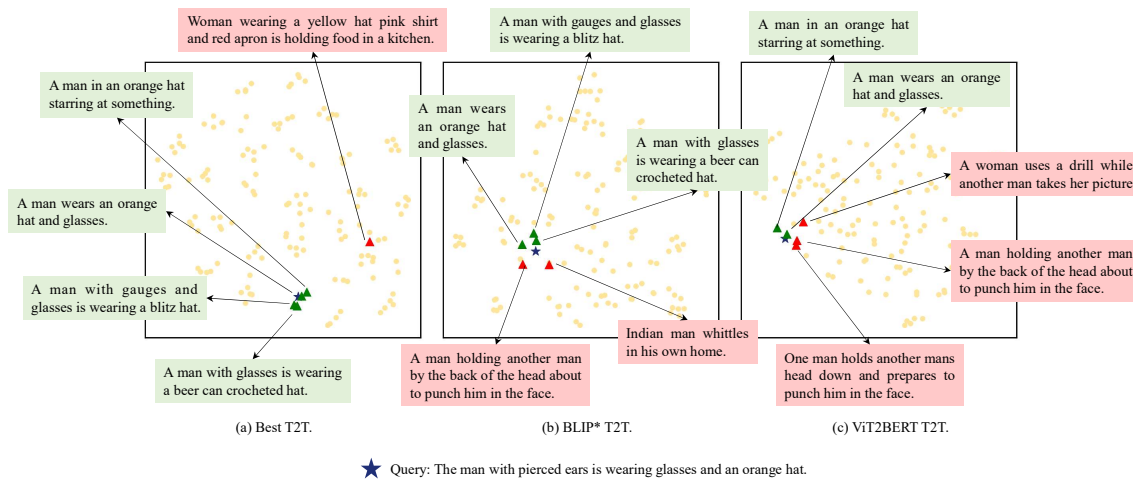 Woman wearing a yellow hat pink shirt
and red apron is holding food in a kitchen.
A man in an orange hat
starring at something.
A man wears an orange
hat and glasses.
A man with gauges and
glasses is wearing a blitz hat.
A man with glasses is wearing
a beer can crocheted hat.
(a) Best T2T.
A man with gauges and glasses
is wearing a blitz hat.
A man wears
an orange hat
and glasses.
A man with glasses
is wearing a beer can
crocheted hat.
A man holding another man
by the back of the head about
to punch him in the face.
Indian man whittles
in his own home.
(b) BLIP* T2T.
A man in an orange hat
starring at something.
A man wears an orange
hat and glasses.
A woman uses a drill while
another man takes her picture
A man holding another man
by the back of the head about
to punch him in the face.
One man holds another mans
head down and prepares to
punch him in the face.
(c) ViT2BERT T2T.
Query: The man with pierced ears is wearing glasses and an orange hat.